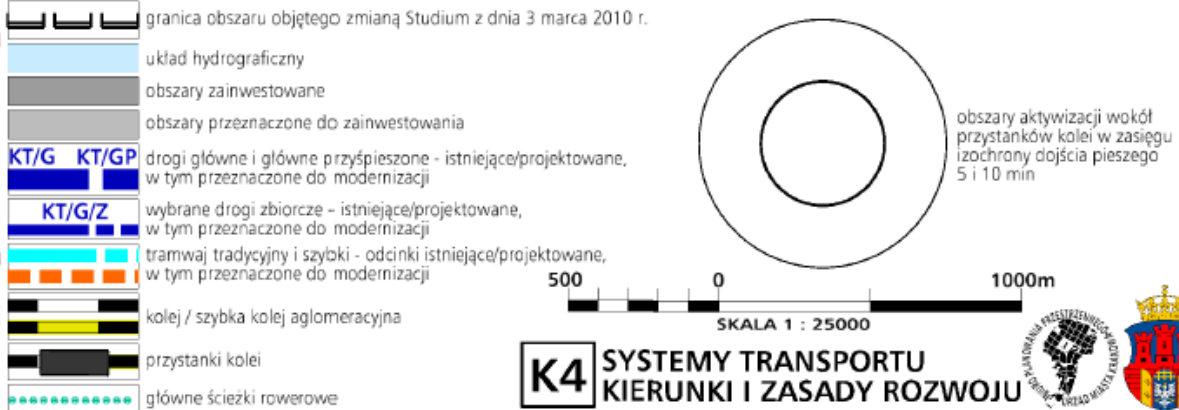 granica obszaru objętego zmianą Studium z dnia 3 marca 2010 r.
układ hydrograficzny
obszary zainwestowane
obszary przeznaczone do zainwestowania
KT/G KT/GP
drogi główne i główne przyśpieszone - istniejące/projektowane,
w tym przeznaczone do modernizacji
KT/G/Z
wybrane drogi zbiorcze – istniejące/projektowane,
w tym przeznaczone do modernizacji
tramwaj tradycyjny i szybki - odcinki istniejące/projektowane,
w tym przeznaczone do modernizacji
kolej / szybka kolej aglomeracyjna
przystanki kolei
główne ścieżki rowerowe
obszary aktywizacji wokół
przystanków kolei w zasięgu
izochrony dojścia pieszego
5 i 10 min
500 0 1000m
SKALA 1 : 25000
K4 SYSTEMY TRANSPORTU
KIERUNKI I ZASADY ROZWOJU
PLANOWANIA PRZESTRZENNEGO
URZĄD MIASTA